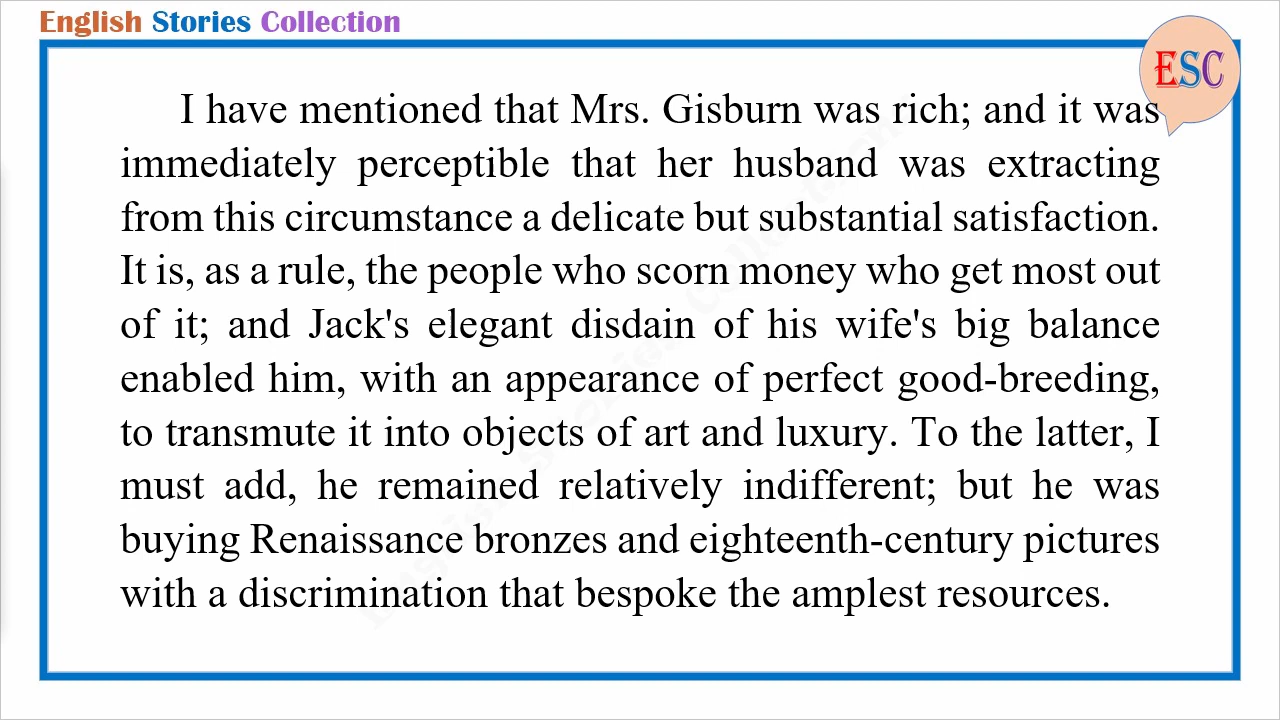 English Stories Collection
ESC
I have mentioned that Mrs. Gisburn was rich; and it was
immediately perceptible that her husband was extracting
from this circumstance a delicate but substantial satisfaction.
It is, as a rule, the people who scorn money who get most out
of it; and Jack's elegant disdain of his wife's big balance
enabled him, with an appearance of perfect good-breeding,
to transmute it into objects of art and luxury. To the latter, I
must add, he remained relatively indifferent; but he was
buying Renaissance bronzes and eighteenth-century pictures
with a discrimination that bespoke the amplest resources.
English Stories Collection